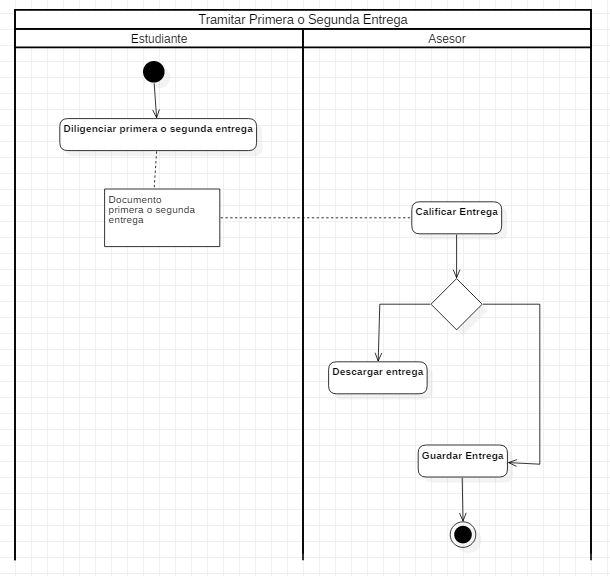 Tramitar Primera o Segunda Entrega
Estudiante
Asesor
Diligenciar primera o segunda entrega
Documento
primera o segunda
entrega
Calificar Entrega
Descargar entrega
Guardar Entrega